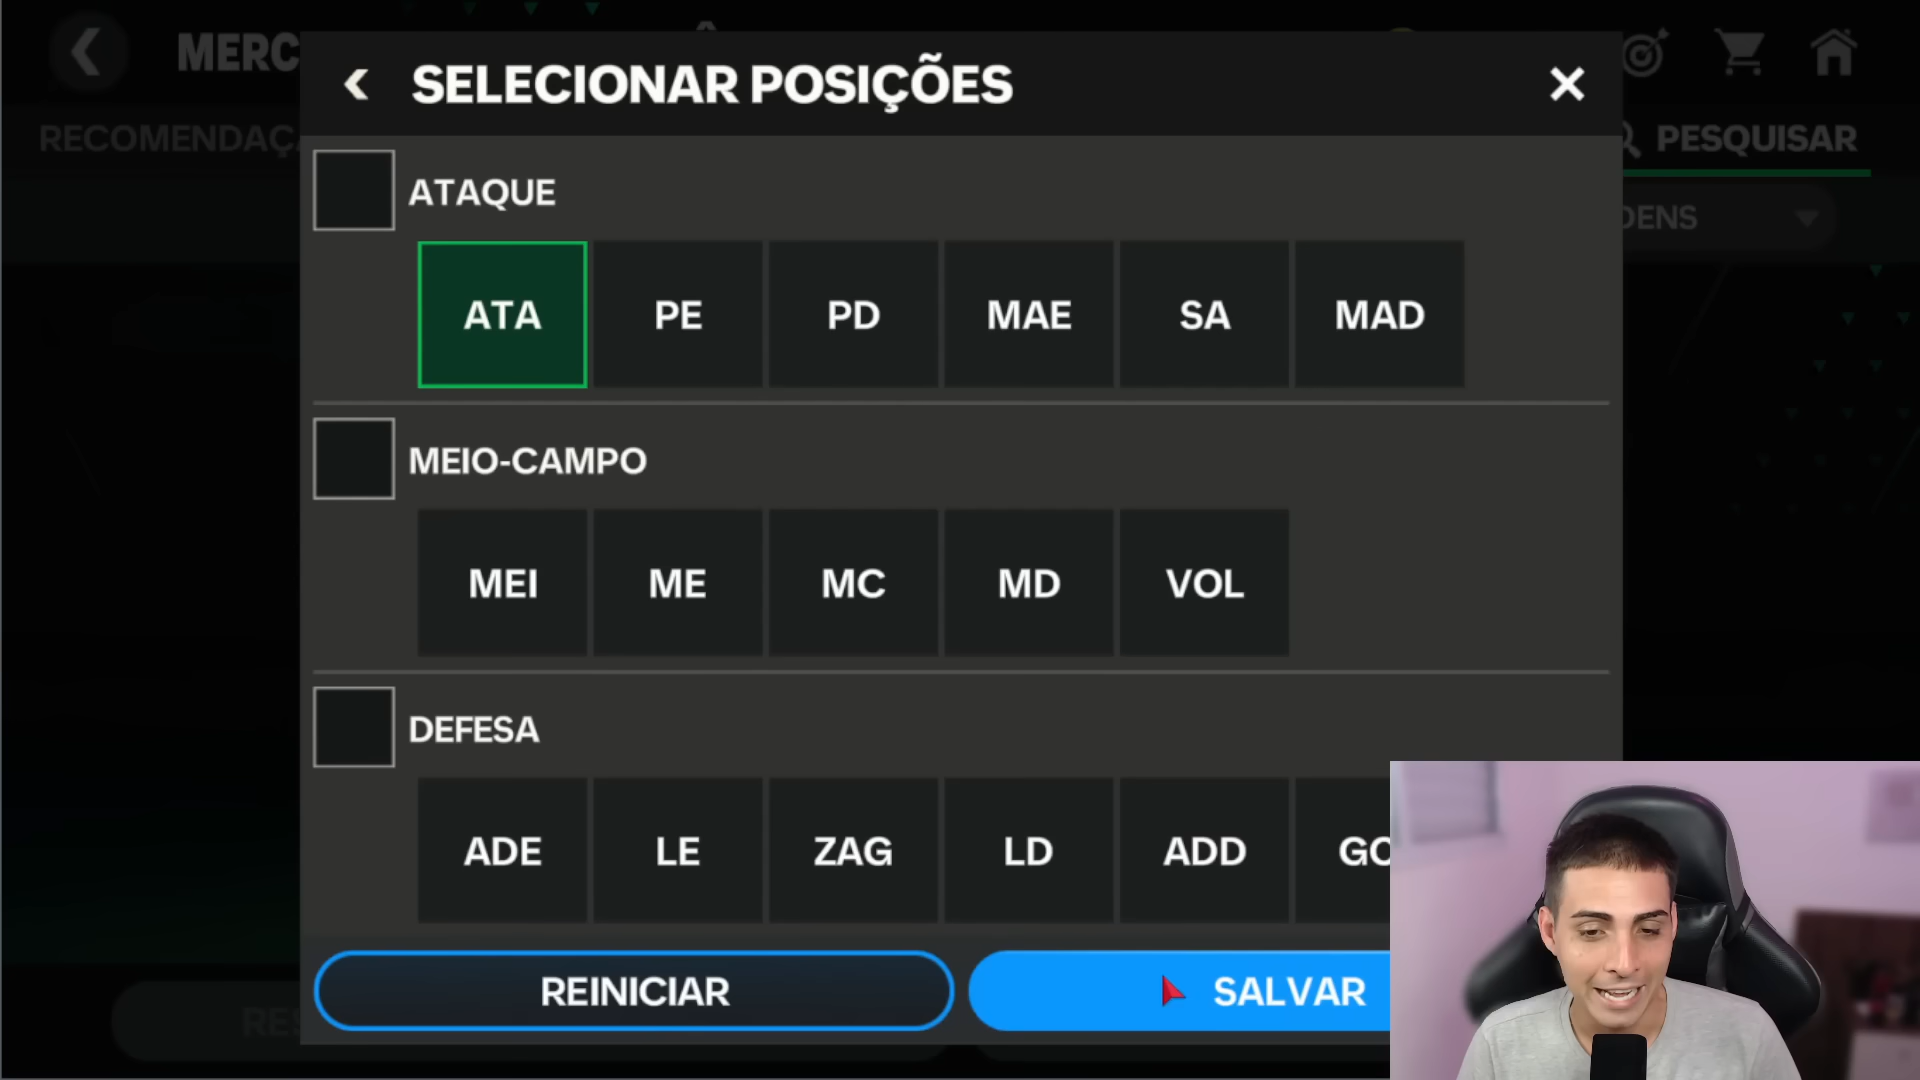 MERC
SELECIONAR POSIÇÕES
RECOMENDAÇ
PESQUISAR
ATAQUE
DENS
ATA PE PD MAE SA MAD
MEIO-CAMPO
MEI ME MC MD VOL
DEFESA
ADE LE ZAG LD ADD GO
REINICIAR SALVAR
RES